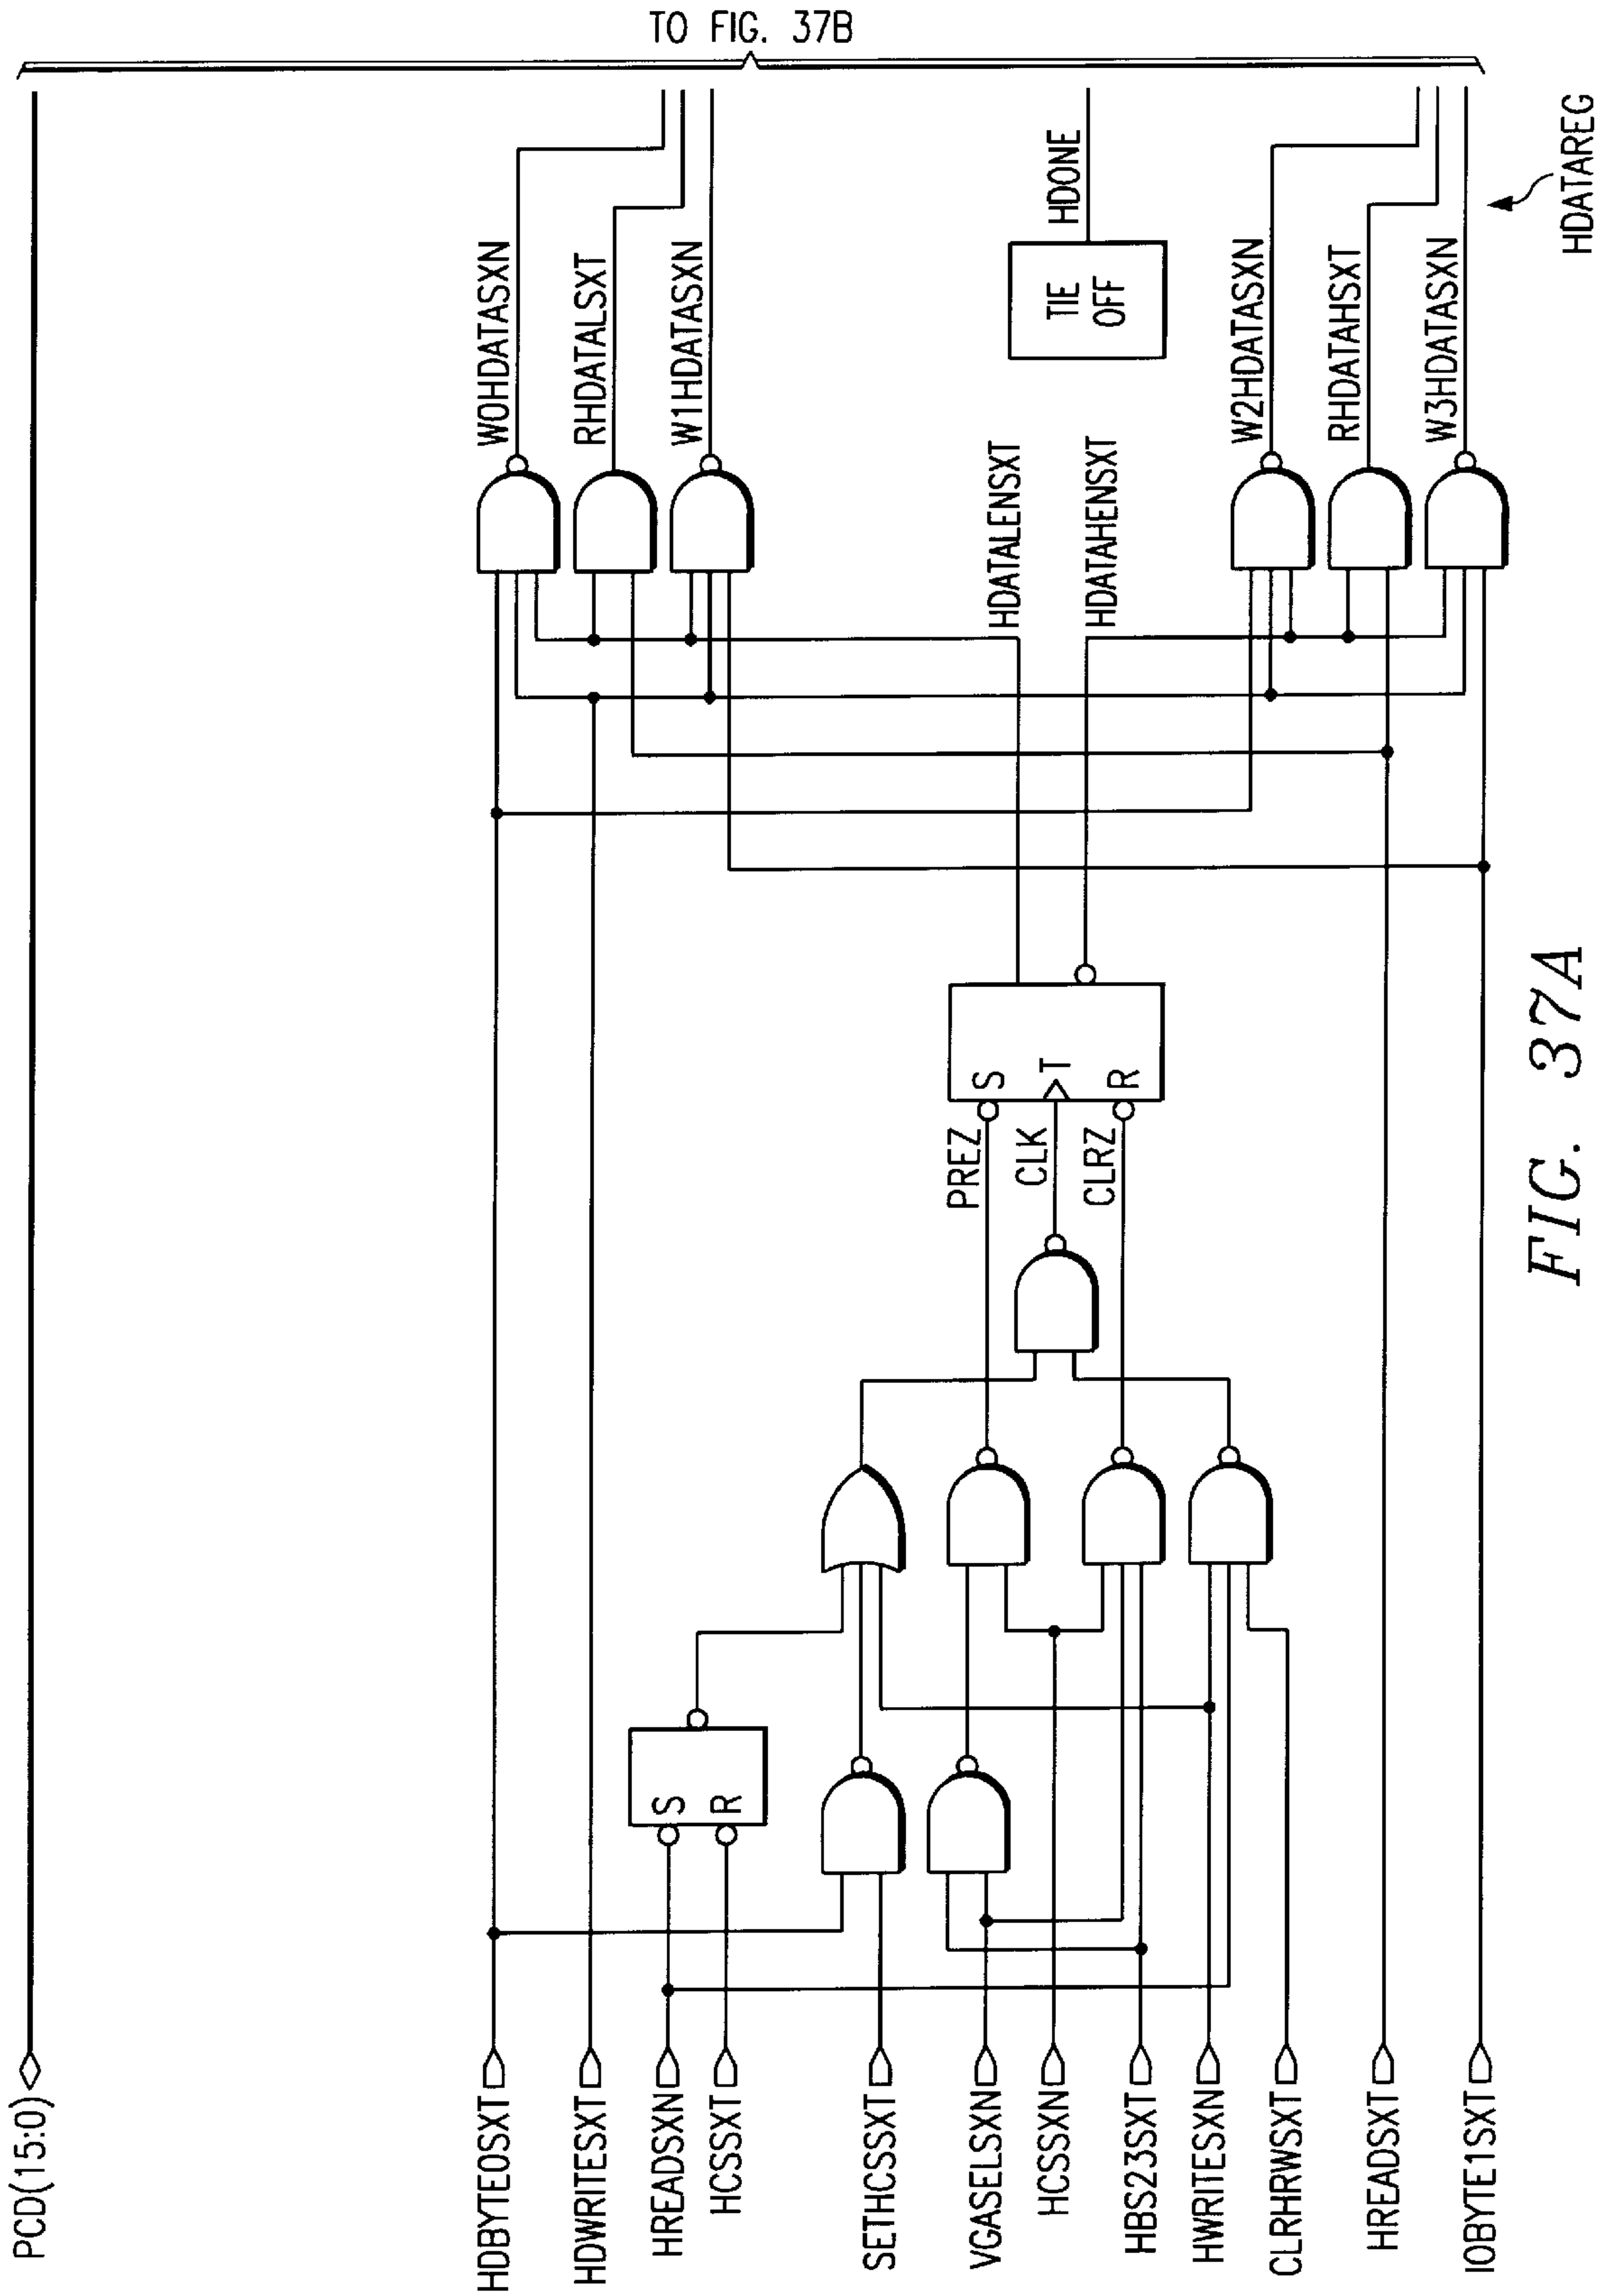 TO FIG. 37B
PCD(15:0)
HDBYTE0SXT
HDWRITESXT
HREADSXN
HCSSXT
SETHCSSXT
VGASELSXN
HCSSXN
HBS23SXT
HWRITESXN
CLRHRWSXT
HREADSXT
IOBYTE1SXT
S
R
PREZ
CLK
CLRZ
S
T
R
HDATALENSXT
HDATAHENSXT
W0HDATASXN
RHDATALSXT
W1HDATASXN
TIE
OFF
HDONE
W2HDATASXN
RHDATAHSXT
W3HDATASXN
HDATAREG
FIG. 37A